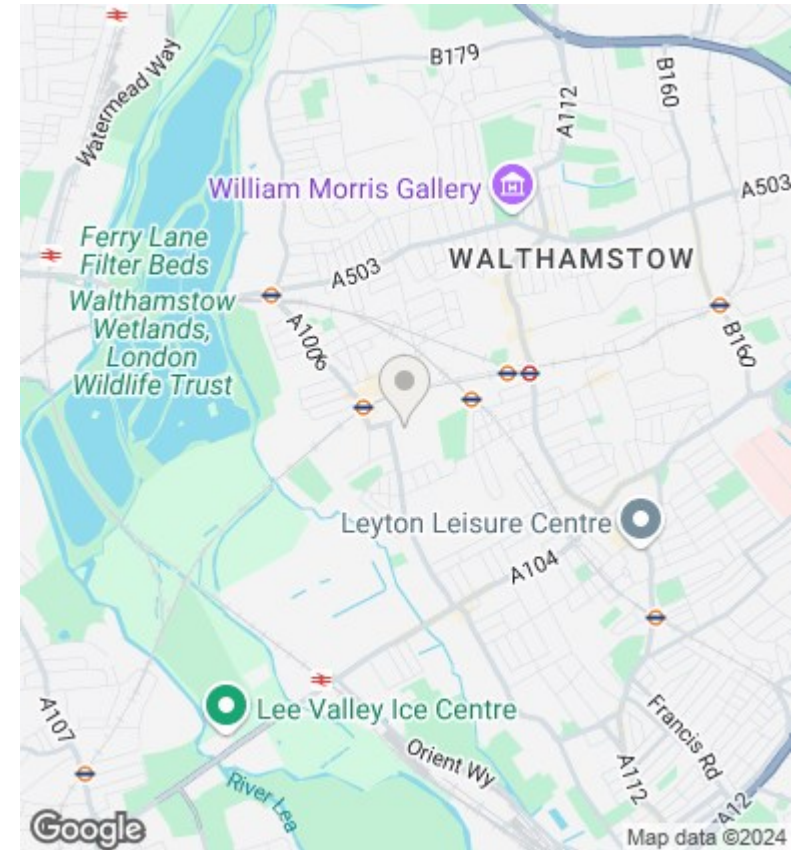 Watermead Way
B179
B160
A112
William Morris Gallery
A503
Ferry Lane
Filter Beds
Walthamstow
Wetlands,
London
Wildlife Trust
A503
WALTHAMSTOW
A1006
B160
Leyton Leisure Centre
A104
Lee Valley Ice Centre
A107
Orient Wy
Francis Rd
A112
A12
River Lea
Google
Map data ©2024